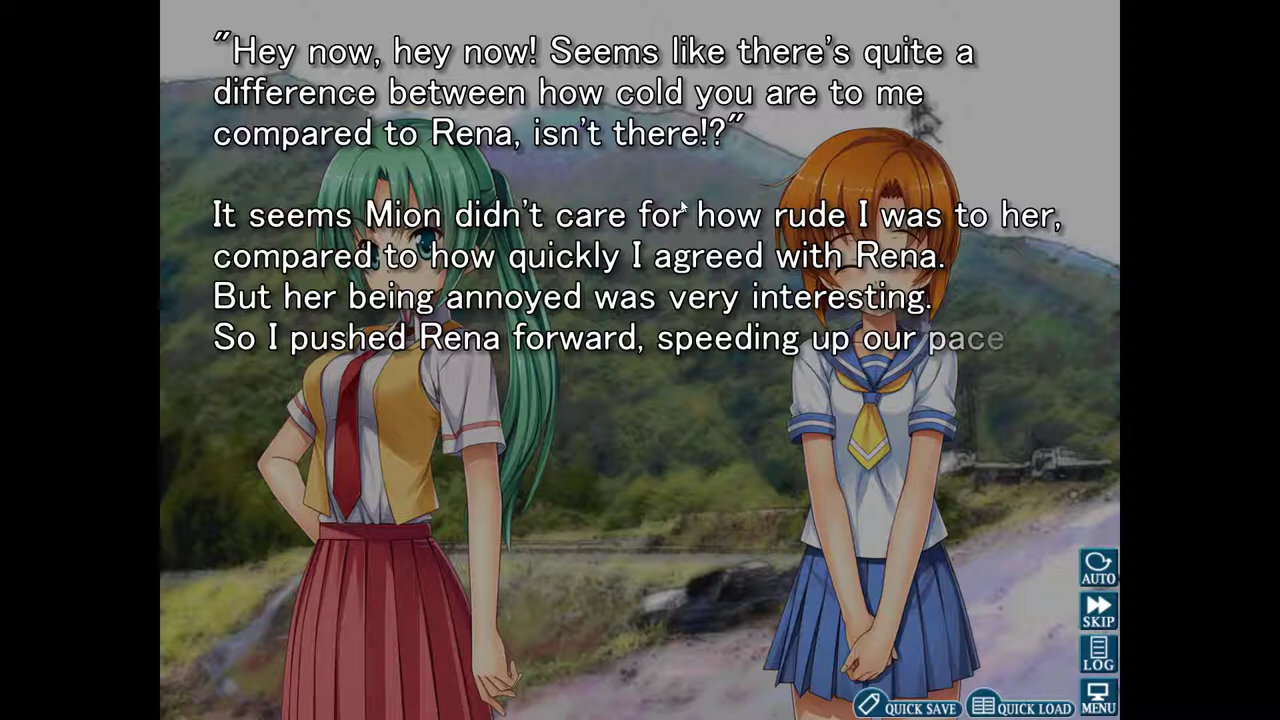 "Hey now, hey now! Seems like there's quite a
difference between how cold you are to me
compared to Rena, isn't there!?"
It seems Mion didn't care for how rude I was to her,
compared to how quickly I agreed with Rena.
But her being annoyed was very interesting.
So I pushed Rena forward, speeding up our pace
AUTO
SKIP
LOG
MENU
QUICK SAVE
QUICK LOAD